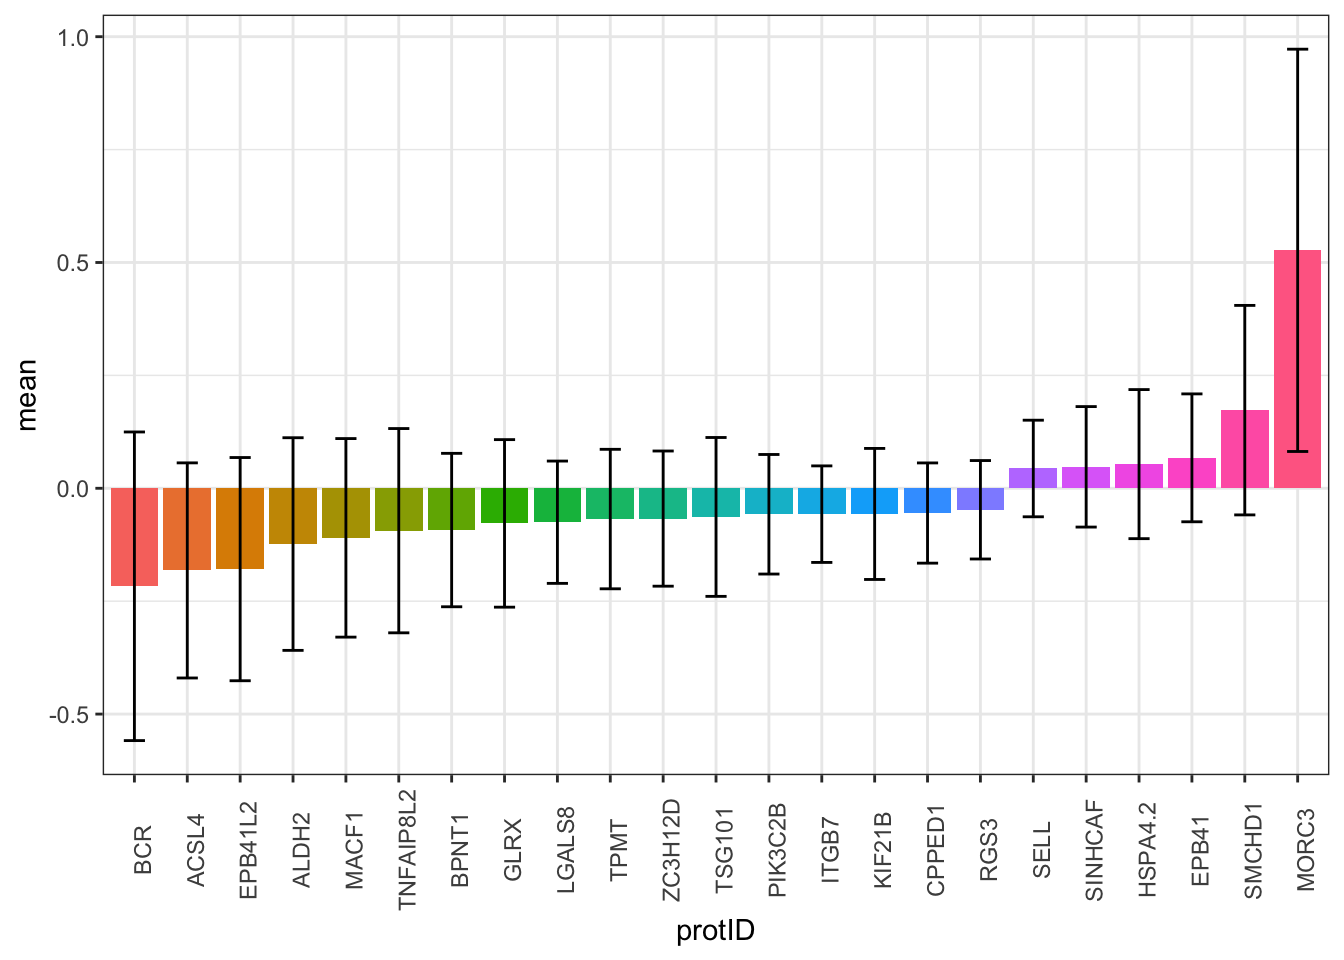 1.0
0.5
0.0
-0.5
mean
BCR
ACSL4
EPB41L2
ALDH2
MACF1
TNFAIP8L2
BPNT1
GLRX
LGALS8
TPMT
ZC3H12D
TSG101
PIK3C2B
ITGB7
KIF21B
CPPED1
RGS3
SELL
SINHCAF
HSPA4.2
EPB41
SMCHD1
MORC3
protID